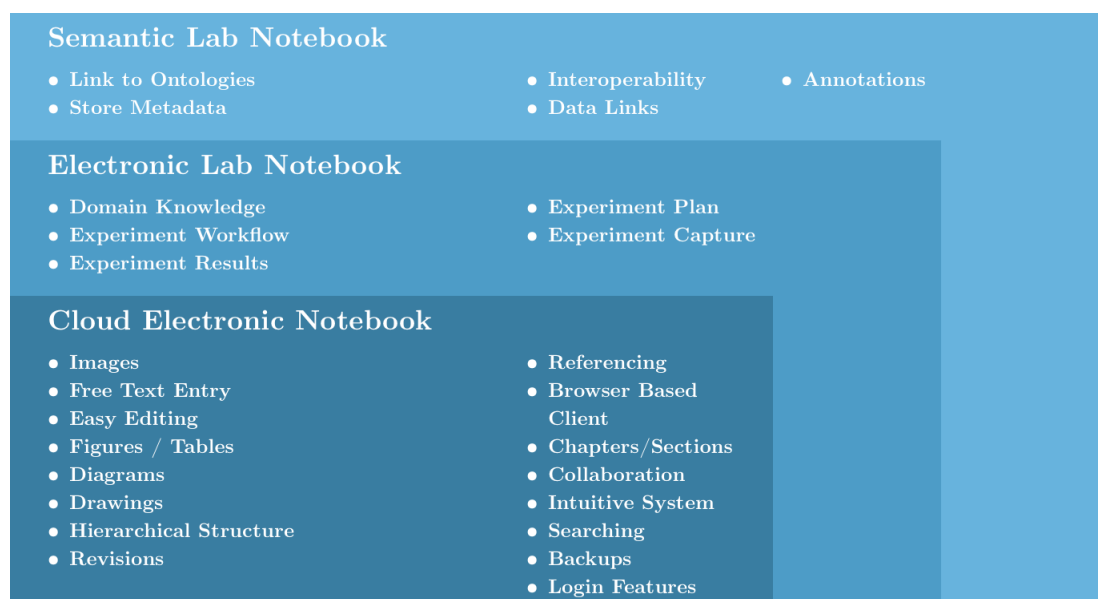 Semantic Lab Notebook
• Link to Ontologies
• Store Metadata
• Interoperability
• Data Links
• Annotations
Electronic Lab Notebook
• Domain Knowledge
• Experiment Workflow
• Experiment Results
• Experiment Plan
• Experiment Capture
Cloud Electronic Notebook
• Images
• Free Text Entry
• Easy Editing
• Figures / Tables
• Diagrams
• Drawings
• Hierarchical Structure
• Revisions
• Referencing
• Browser Based
Client
• Chapters/Sections
• Collaboration
• Intuitive System
• Searching
• Backups
• Login Features